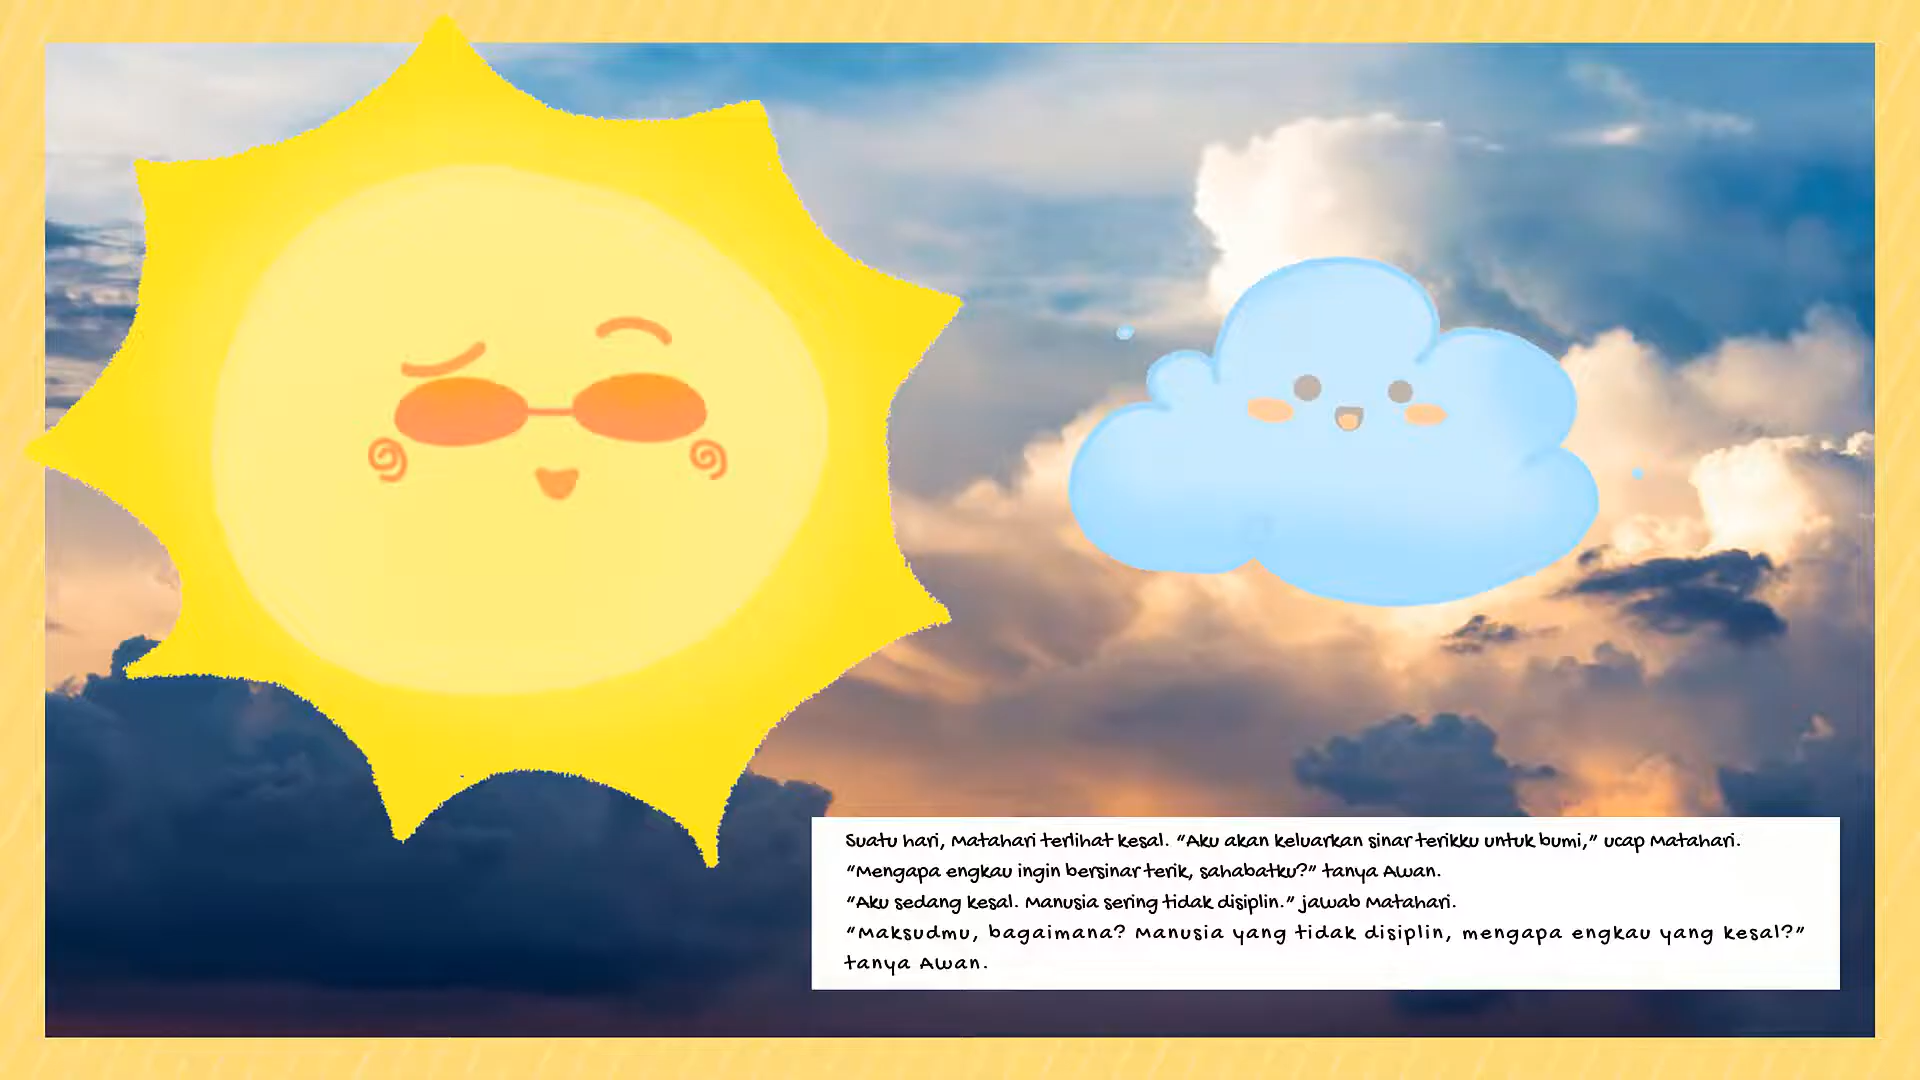 Suatu hari, Matahari terlihat kesal. “Aku akan keluarkan sinar terikku untuk bumi,” ucap Matahari.
“Mengapa engkau ingin bersinar terik, sahabatku?” tanya Awan.
“Aku sedang kesal. Manusia sering tidak disiplin.” jawab Matahari.
“Maksudmu, bagaimana? Manusia yang tidak disiplin, mengapa engkau yang kesal?”
tanya Awan.